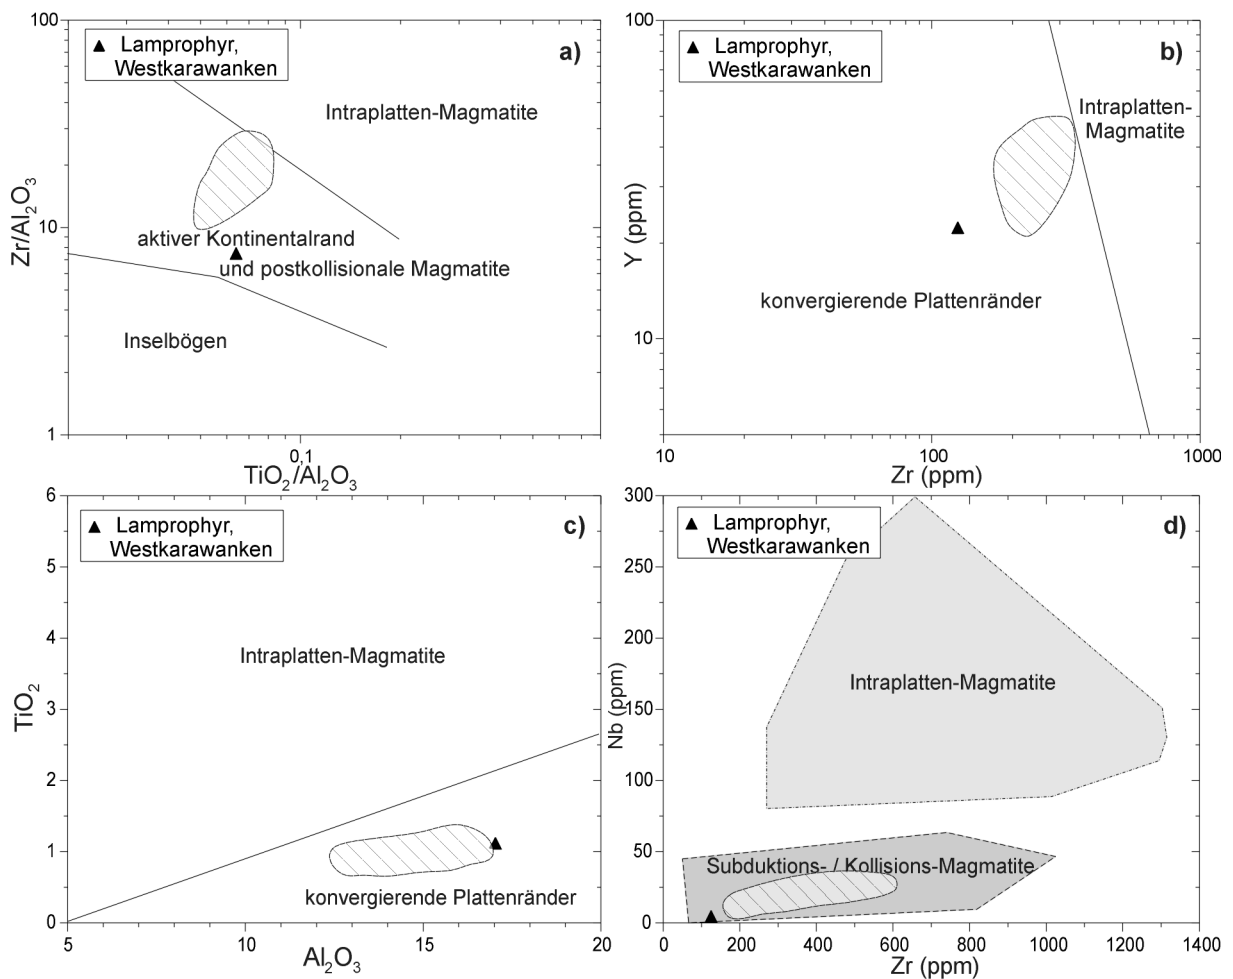 100
10
1
Zr/Al₂O₃
▲ Lamprophyr,
Westkarawanken
a)
Intraplatten-Magmatite
aktiver Kontinentalrand
und postkollisionale Magmatite
Inselbögen
0,1
TiO₂/Al₂O₃
100
10
Y (ppm)
▲ Lamprophyr,
Westkarawanken
b)
Intraplatten-
Magmatite
konvergierende Plattenränder
10
100
1000
Zr (ppm)
6
5
4
3
2
1
0
TiO₂
▲ Lamprophyr,
Westkarawanken
c)
Intraplatten-Magmatite
konvergierende Plattenränder
5
10
15
20
Al₂O₃
300
250
200
150
100
50
0
Nb (ppm)
▲ Lamprophyr,
Westkarawanken
d)
Intraplatten-Magmatite
Subduktions- / Kollisions-Magmatite
0
200
400
600
800
1000
1200
1400
Zr (ppm)